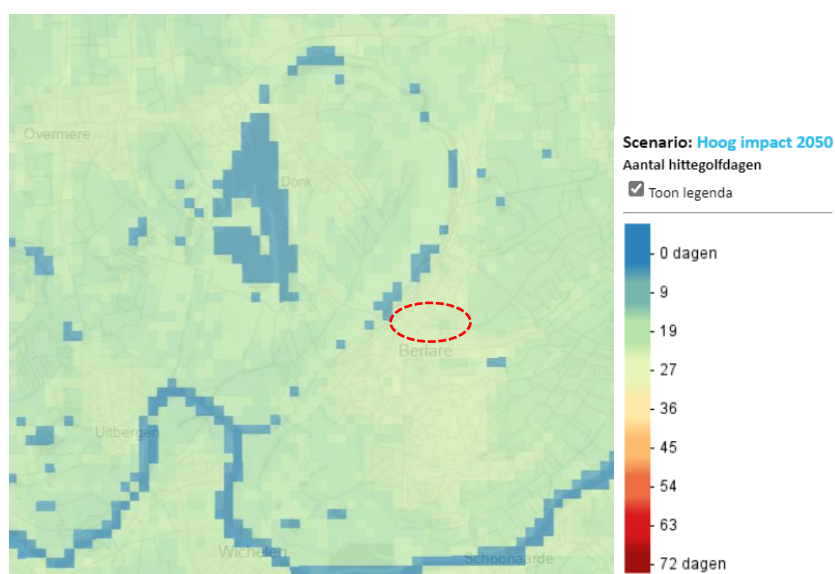 Overmere
Donk
Berlare
Uitbergen
Wichelen
Schoonaarde
Scenario: Hoog impact 2050
Aantal hittegolfdagen
Toon legenda
0 dagen
9
19
27
36
45
54
63
72 dagen